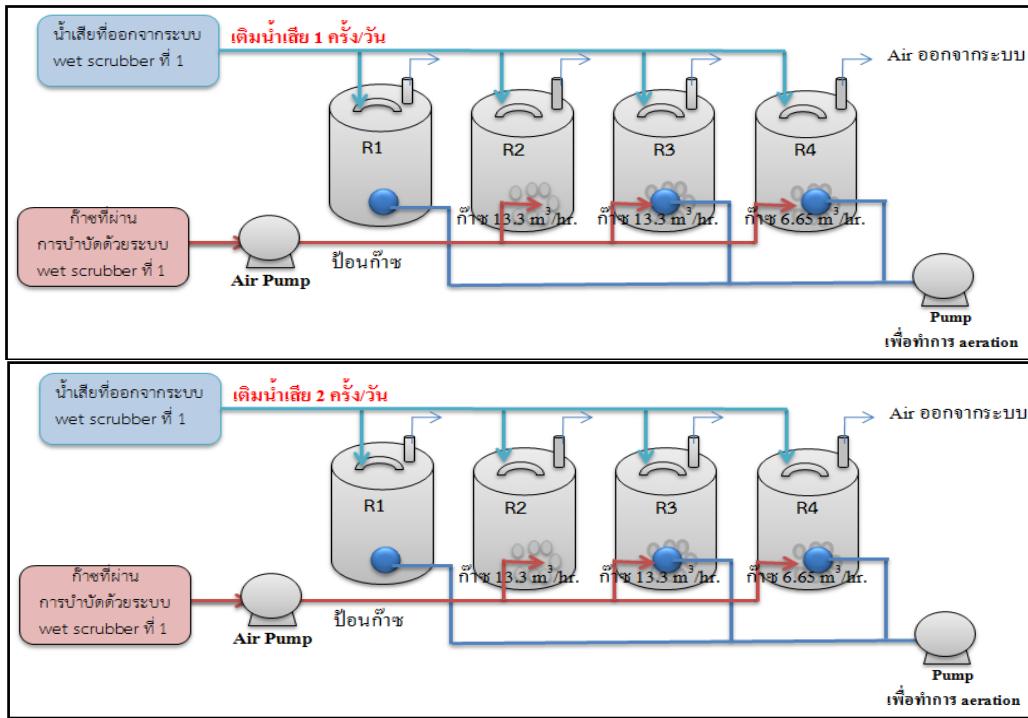 น้ำเสียที่ออกจากระบบ
wet scrubber ที่ 1
เติมน้ำเสีย 1 ครั้ง/วัน
Air ออกจากระบบ
R1
R2
R3
R4
ก๊าซที่ผ่าน
การบำบัดด้วยระบบ
wet scrubber ที่ 1
ก๊าซ 13.3 m³/hr.
ก๊าซ 13.3 m³/hr.
ก๊าซ 6.65 m³/hr.
ป้อนก๊าซ
Air Pump
Pump
เพื่อทำการ aeration
น้ำเสียที่ออกจากระบบ
wet scrubber ที่ 1
เติมน้ำเสีย 2 ครั้ง/วัน
Air ออกจากระบบ
R1
R2
R3
R4
ก๊าซที่ผ่าน
การบำบัดด้วยระบบ
wet scrubber ที่ 1
ก๊าซ 13.3 m³/hr.
ก๊าซ 13.3 m³/hr.
ก๊าซ 6.65 m³/hr.
ป้อนก๊าซ
Air Pump
Pump
เพื่อทำการ aeration